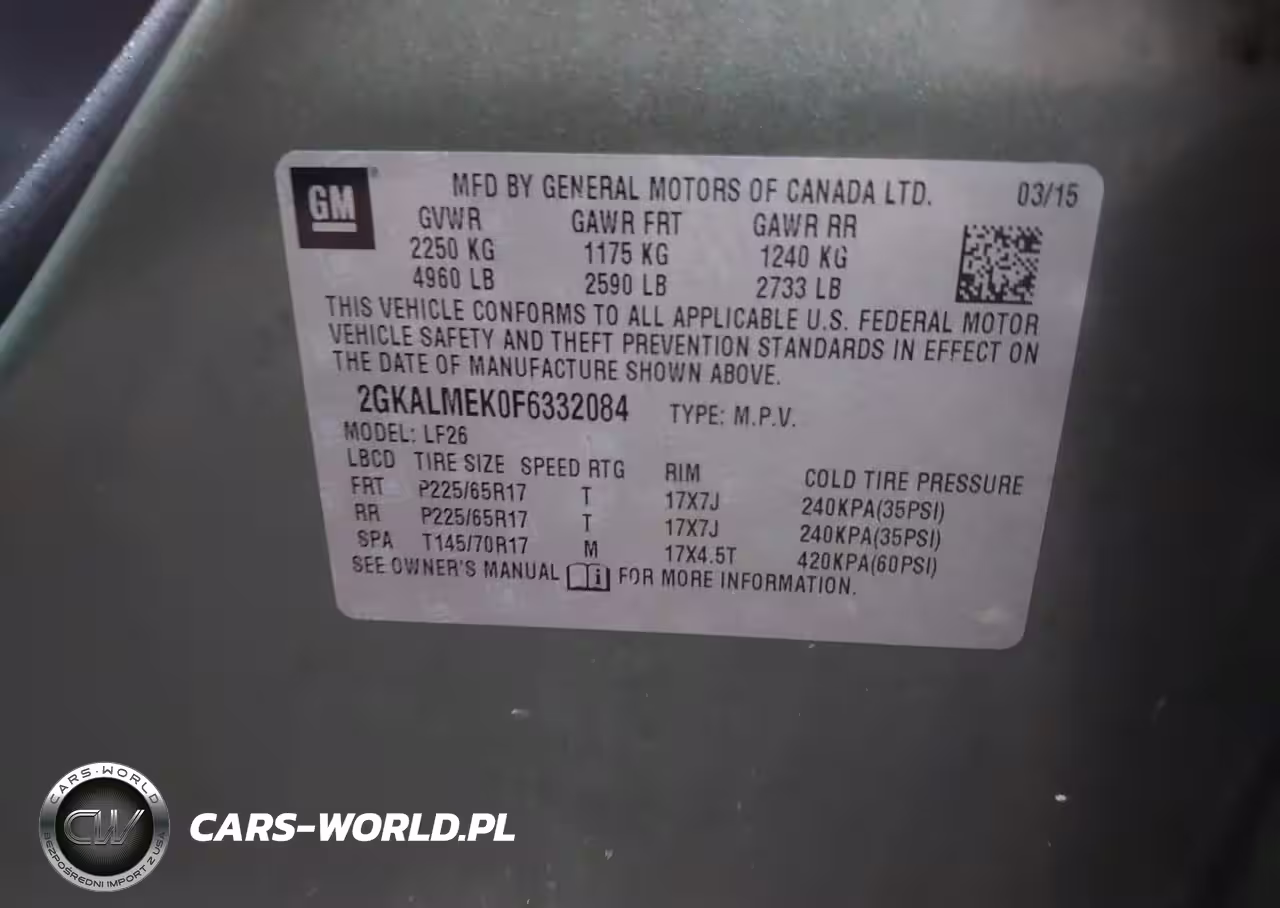 GM ®
MFD BY GENERAL MOTORS OF CANADA LTD. 03/15
GVWR GAWR FRT GAWR RR
2250 KG 1175 KG 1240 KG
4960 LB 2590 LB 2733 LB
THIS VEHICLE CONFORMS TO ALL APPLICABLE U.S. FEDERAL MOTOR
VEHICLE SAFETY AND THEFT PREVENTION STANDARDS IN EFFECT ON
THE DATE OF MANUFACTURE SHOWN ABOVE.
2GKALMEK0F6332084 TYPE: M.P.V.
MODEL: LF26
LBCD TIRE SIZE SPEED RTG RIM COLD TIRE PRESSURE
FRT P225/65R17 T 17X7J 240KPA(35PSI)
RR P225/65R17 T 17X7J 240KPA(35PSI)
SPA T145/70R17 M 17X4.5T 420KPA(60PSI)
SEE OWNER'S MANUAL i FOR MORE INFORMATION.
CARS-WORLD
CW
BEZPOŚREDNI IMPORT Z USA
CARS-WORLD.PL